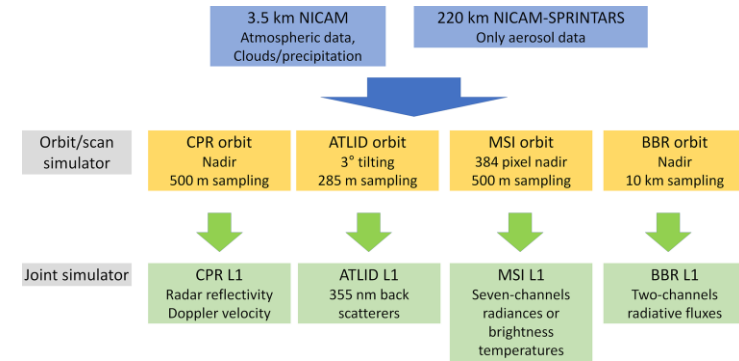 3.5 km NICAM
Atmospheric data,
Clouds/precipitation
220 km NICAM-SPRINTARS
Only aerosol data
Orbit/scan
simulator
CPR orbit
Nadir
500 m sampling
ATLID orbit
3° tilting
285 m sampling
MSI orbit
384 pixel nadir
500 m sampling
BBR orbit
Nadir
10 km sampling
Joint simulator
CPR L1
Radar reflectivity
Doppler velocity
ATLID L1
355 nm back
scatterers
MSI L1
Seven-channels
radiances or
brightness
temperatures
BBR L1
Two-channels
radiative fluxes